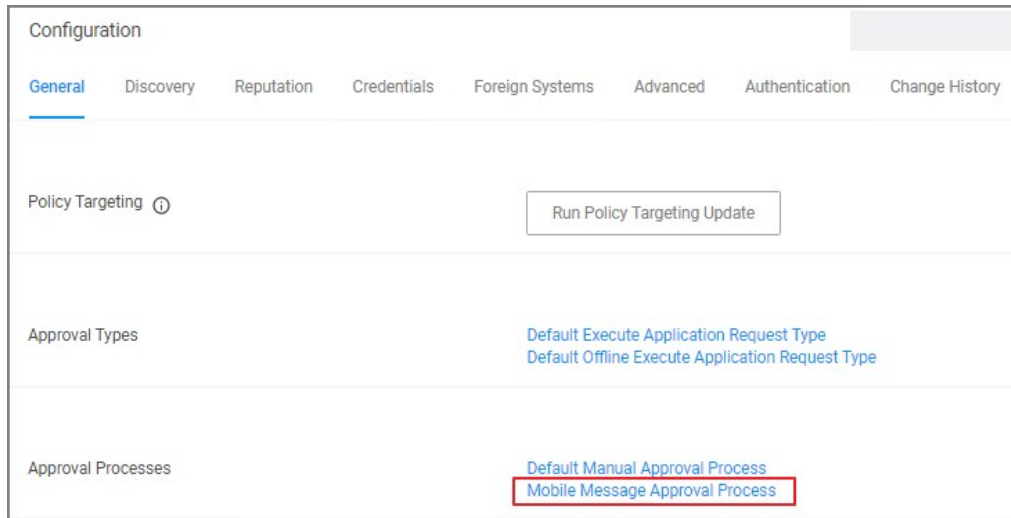 Configuration
General Discovery Reputation Credentials Foreign Systems Advanced Authentication Change History
Policy Targeting
Run Policy Targeting Update
Approval Types
Default Execute Application Request Type
Default Offline Execute Application Request Type
Approval Processes
Default Manual Approval Process
Mobile Message Approval Process